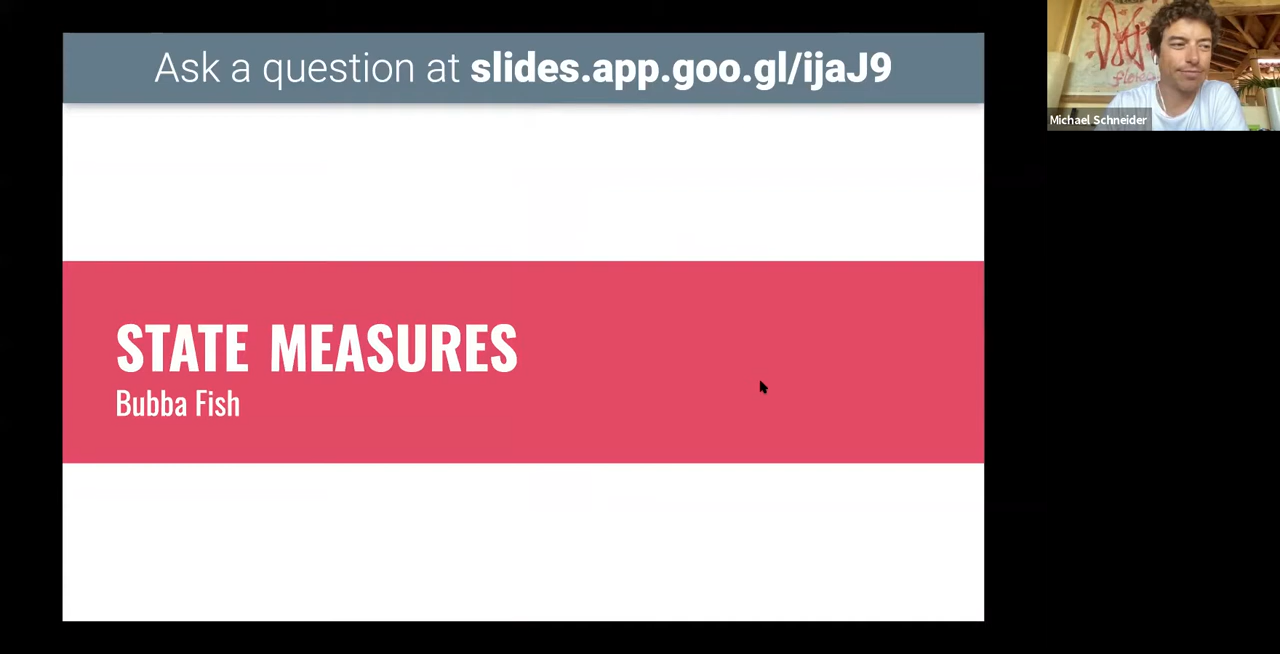 Ask a question at slides.app.goo.gl/ijaJ9
STATE MEASURES
Bubba Fish
Michael Schneider